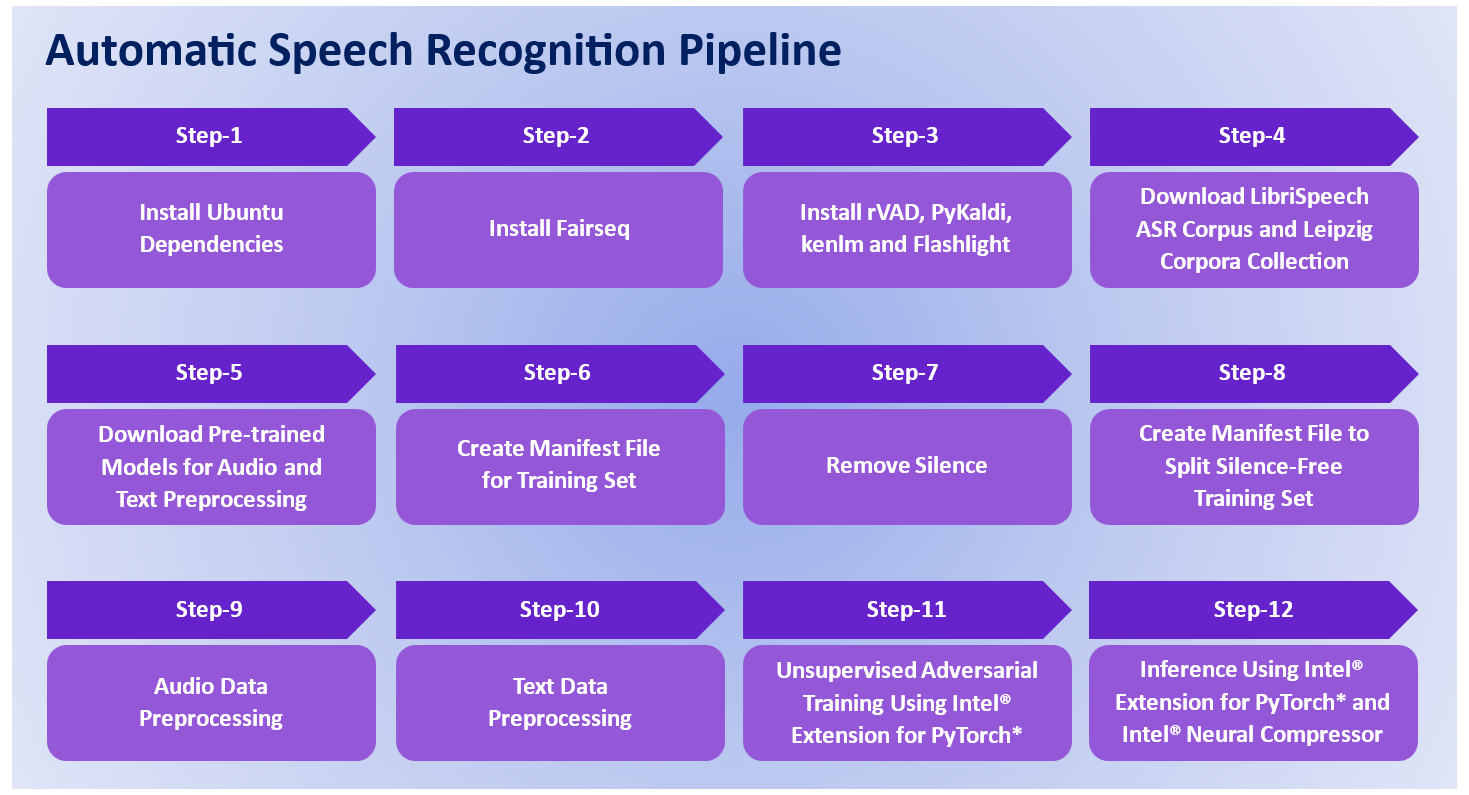 Automatic Speech Recognition Pipeline
Step-1
Install Ubuntu
Dependencies
Step-2
Install Fairseq
Step-3
Install rVAD, PyKaldi,
kenlm and Flashlight
Step-4
Download LibriSpeech
ASR Corpus and Leipzig
Corpora Collection
Step-5
Download Pre-trained
Models for Audio and
Text Preprocessing
Step-6
Create Manifest File
for Training Set
Step-7
Remove Silence
Step-8
Create Manifest File to
Split Silence-Free
Training Set
Step-9
Audio Data
Preprocessing
Step-10
Text Data
Preprocessing
Step-11
Unsupervised Adversarial
Training Using Intel®
Extension for PyTorch*
Step-12
Inference Using Intel®
Extension for PyTorch* and
Intel® Neural Compressor